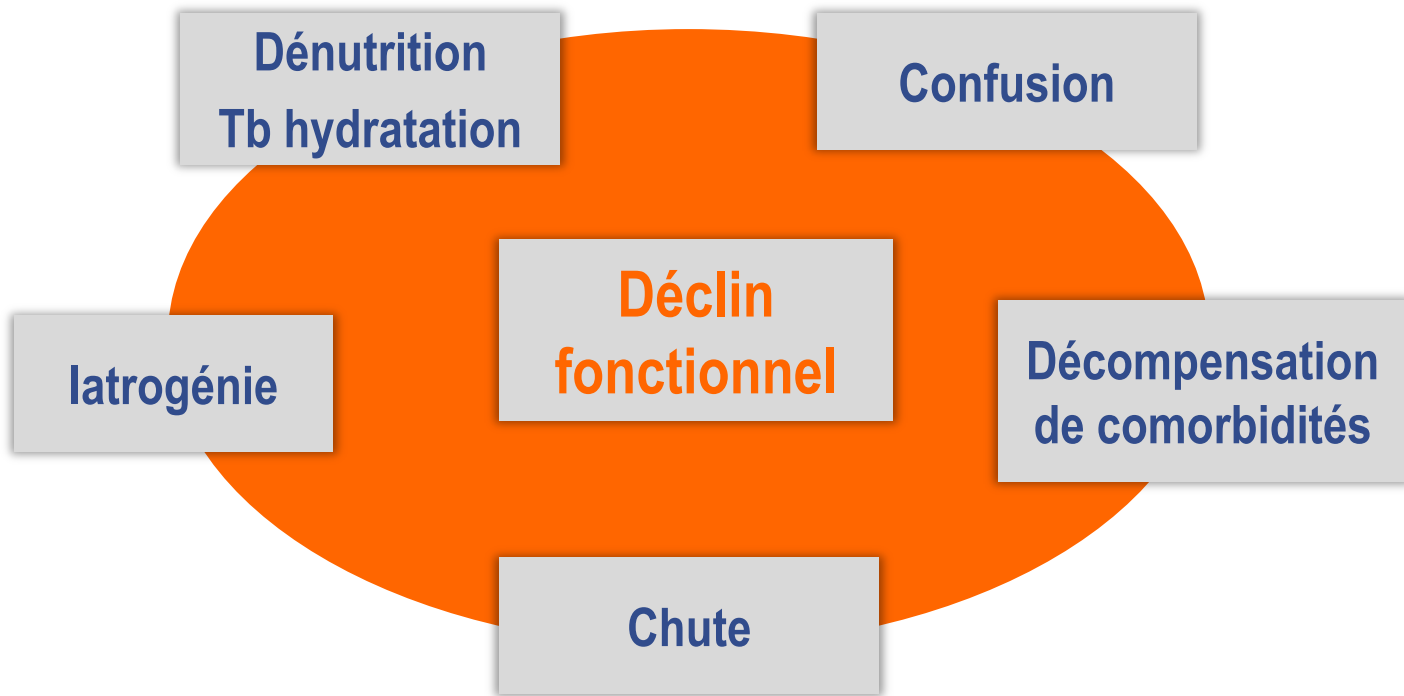 Dénutrition
Tb hydratation
Confusion
Déclin
fonctionnel
Iatrogénie
Décompensation
de comorbidités
Chute